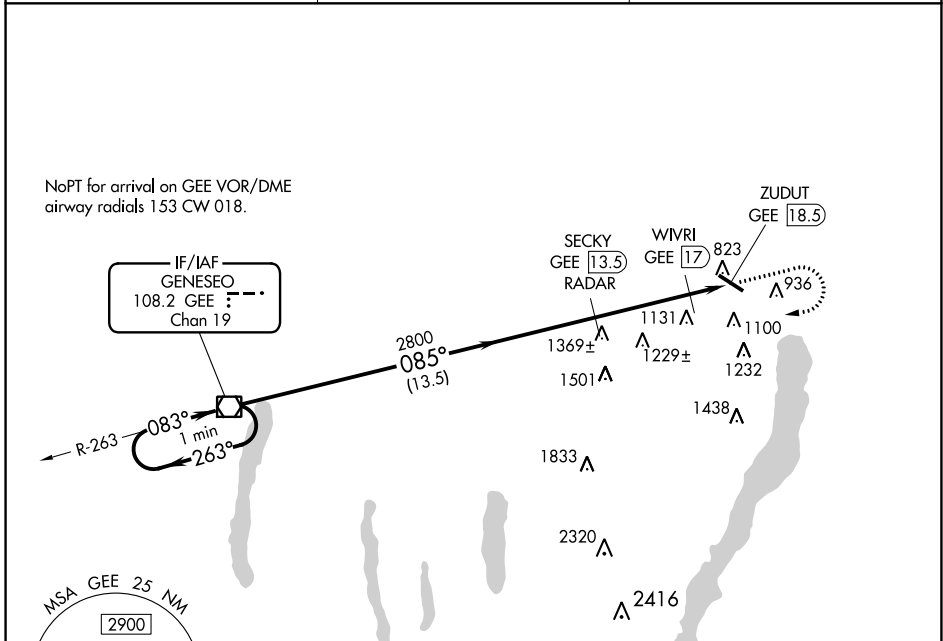 NoPT for arrival on GEE VOR/DME
airway radials 153 CW 018.
IF/IAF
GENESEO
108.2 GEE
Chan 19
SECKY
GEE 13.5
RADAR
WIVRI
GEE 17
ZUDUT
GEE 18.5
823
936
1131
1100
1369±
1229±
1232
1501
1438
1833
2320
2416
2800
085°
(13.5)
R-263
083°
1 min
263°
MSA GEE 25 NM
2900